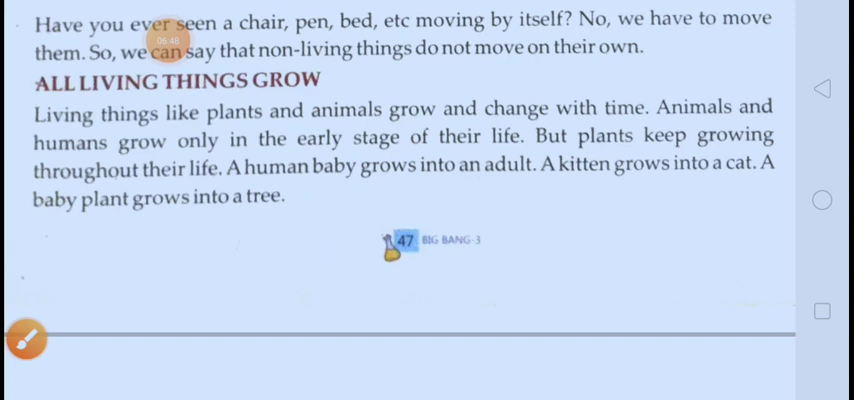 Have you ever seen a chair, pen, bed, etc moving by itself? No, we have to move
them. So, we can say that non-living things do not move on their own.
06:48
ALL LIVING THINGS GROW
Living things like plants and animals grow and change with time. Animals and
humans grow only in the early stage of their life. But plants keep growing
throughout their life. A human baby grows into an adult. A kitten grows into a cat. A
baby plant grows into a tree.
47 BIG BANG-3